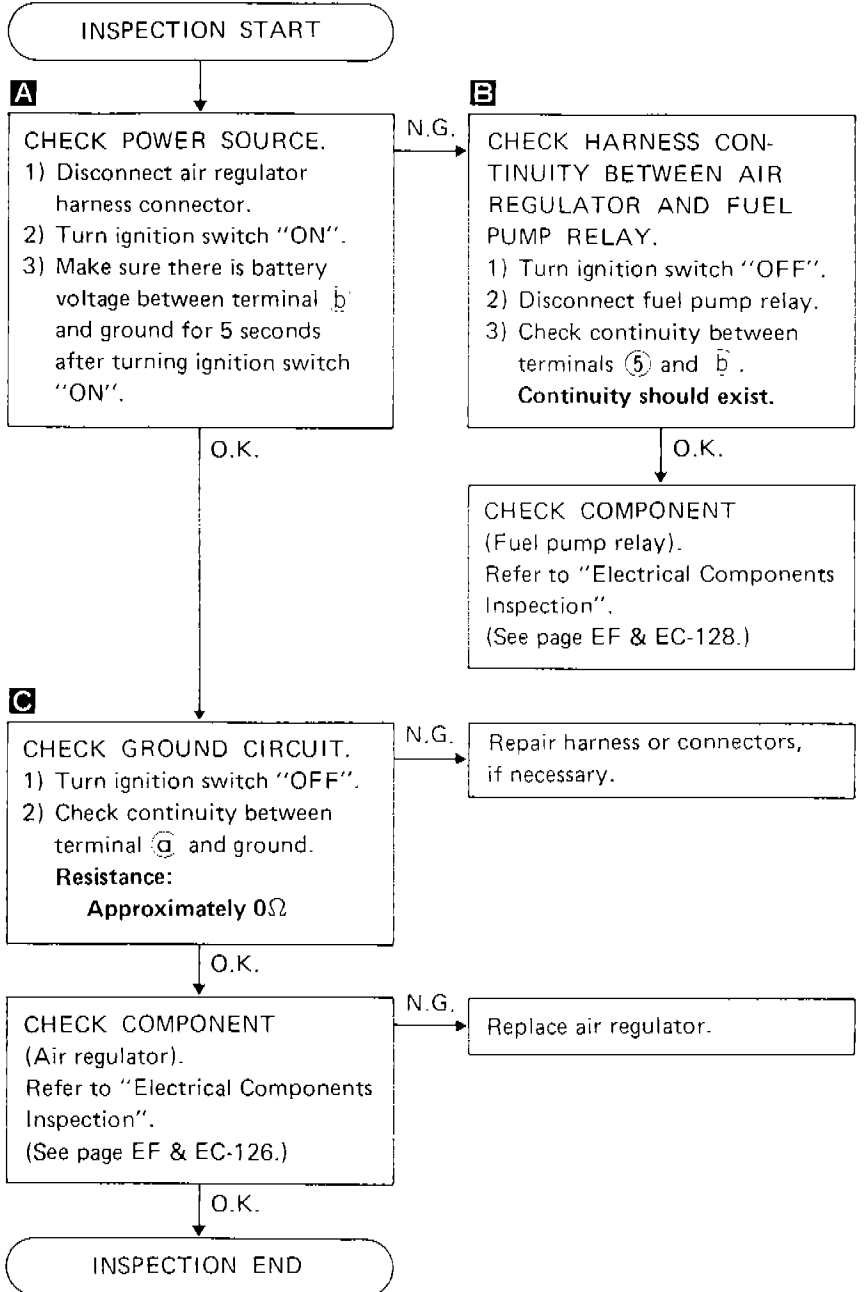 INSPECTION START
A
CHECK POWER SOURCE.
1) Disconnect air regulator
harness connector.
2) Turn ignition switch "ON".
3) Make sure there is battery
voltage between terminal b
and ground for 5 seconds
after turning ignition switch
"ON".
N.G.
B
CHECK HARNESS CON-
TINUITY BETWEEN AIR
REGULATOR AND FUEL
PUMP RELAY.
1) Turn ignition switch "OFF".
2) Disconnect fuel pump relay.
3) Check continuity between
terminals ⑤ and b.
Continuity should exist.
O.K.
O.K.
CHECK COMPONENT
(Fuel pump relay).
Refer to "Electrical Components
Inspection".
(See page EF & EC-128.)
C
CHECK GROUND CIRCUIT.
1) Turn ignition switch "OFF".
2) Check continuity between
terminal ⓐ and ground.
Resistance:
Approximately 0Ω
N.G.
Repair harness or connectors,
if necessary.
O.K.
CHECK COMPONENT
(Air regulator).
Refer to "Electrical Components
Inspection".
(See page EF & EC-126.)
N.G.
Replace air regulator.
O.K.
INSPECTION END